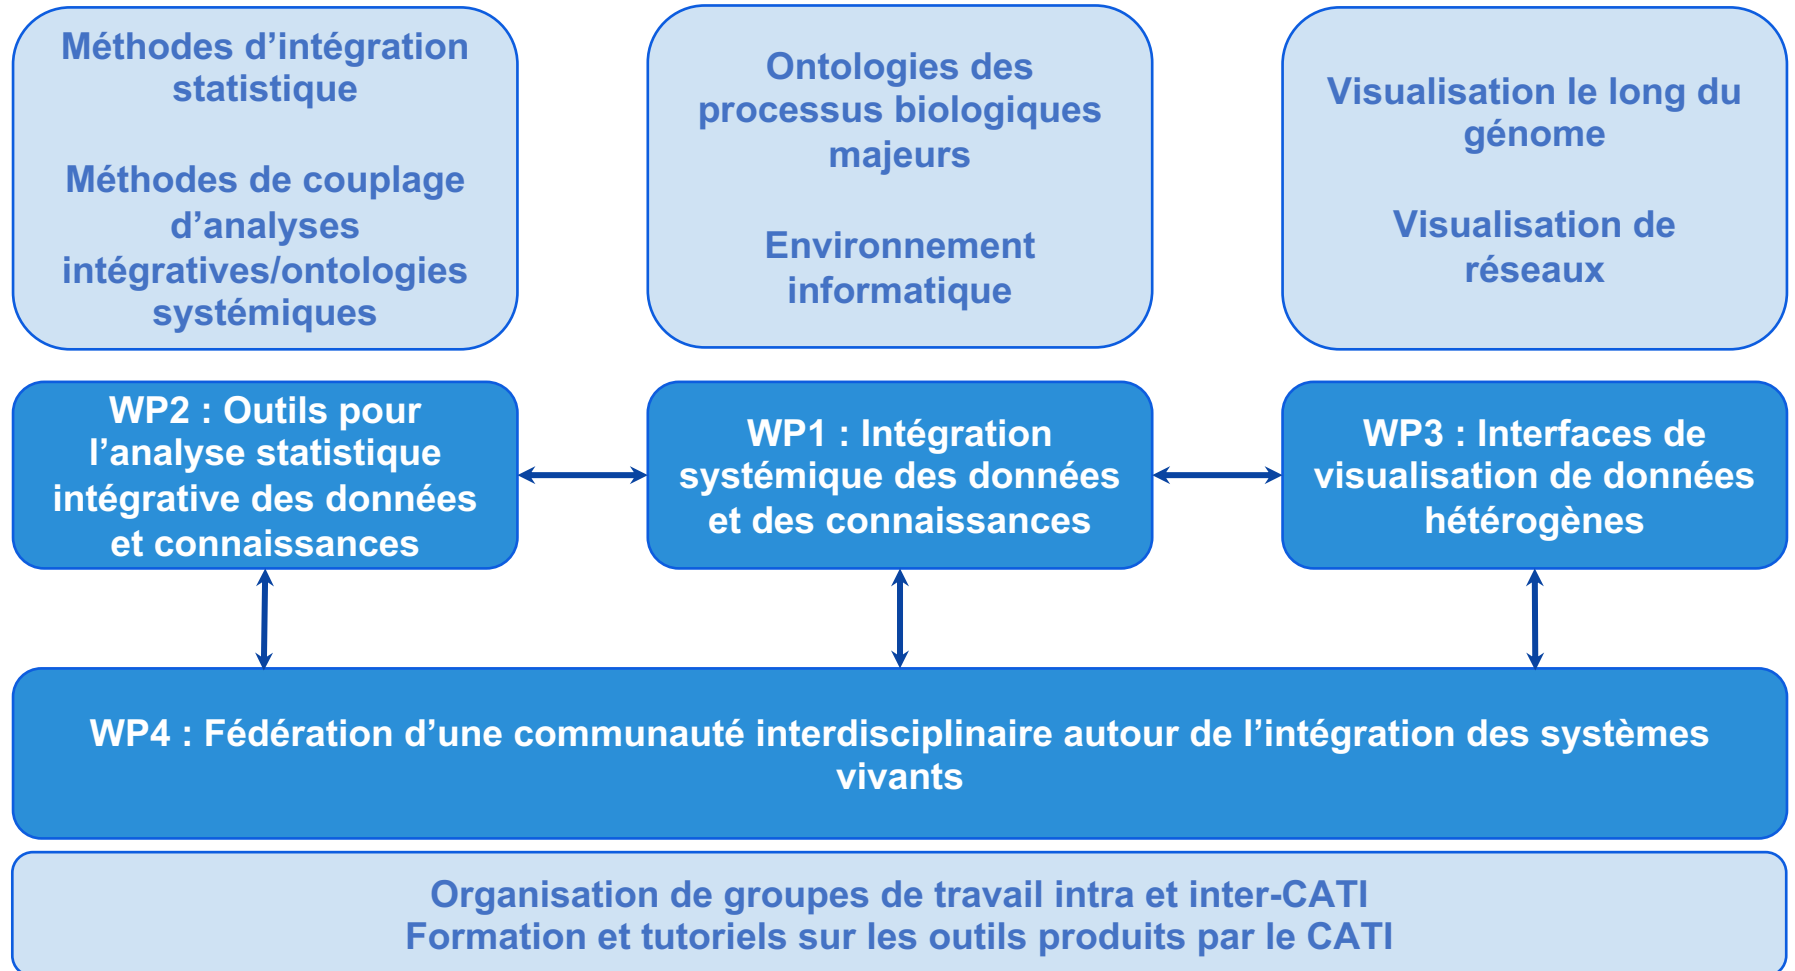 Méthodes d’intégration
statistique
Méthodes de couplage
d’analyses
intégratives/ontologies
systémiques
Ontologies des
processus biologiques
majeurs
Environnement
informatique
Visualisation le long du
génome
Visualisation de
réseaux
WP2 : Outils pour
l’analyse statistique
intégrative des données
et connaissances
WP1 : Intégration
systémique des données
et des connaissances
WP3 : Interfaces de
visualisation de données
hétérogènes
WP4 : Fédération d’une communauté interdisciplinaire autour de l’intégration des systèmes
vivants
Organisation de groupes de travail intra et inter-CATI
Formation et tutoriels sur les outils produits par le CATI